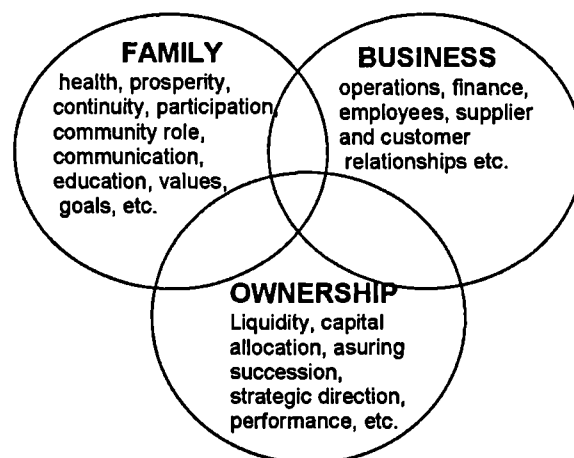 FAMILY
health, prosperity,
continuity, participation,
community role,
communication,
education, values,
goals, etc.
BUSINESS
operations, finance,
employees, supplier
and customer
relationships etc.
OWNERSHIP
Liquidity, capital
allocation, asuring
succession,
strategic direction,
performance, etc.